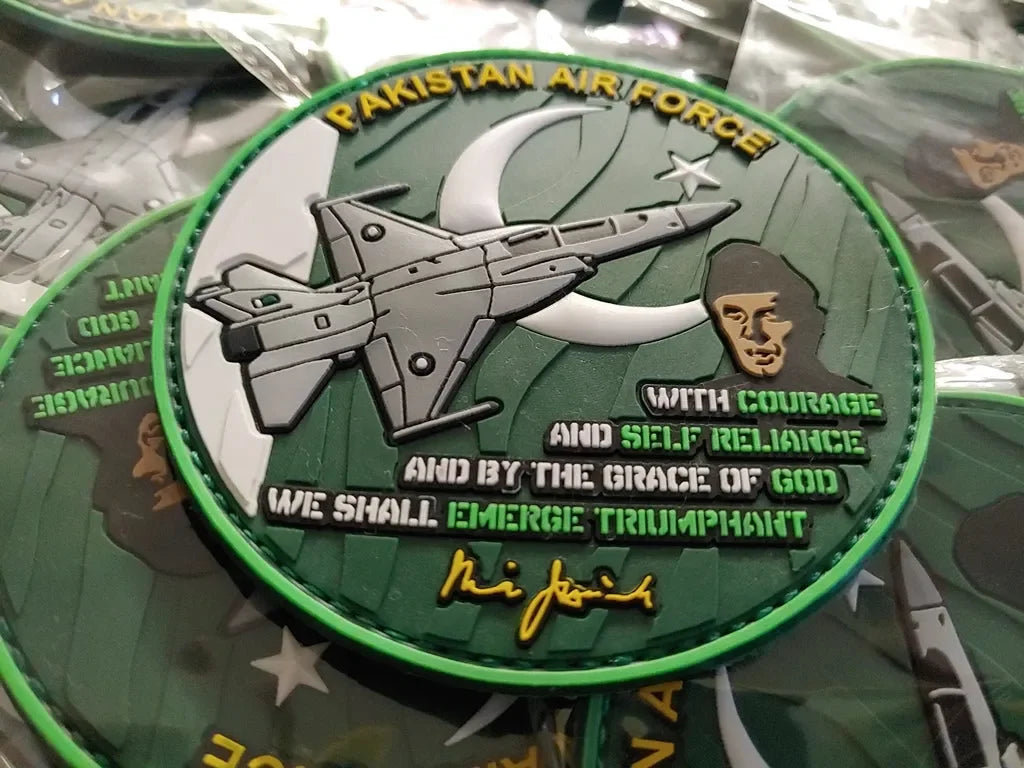 PAKISTAN AIR FORCE
WITH COURAGE
AND SELF RELIANCE
AND BY THE GRACE OF GOD
WE SHALL EMERGE TRIUMPHANT